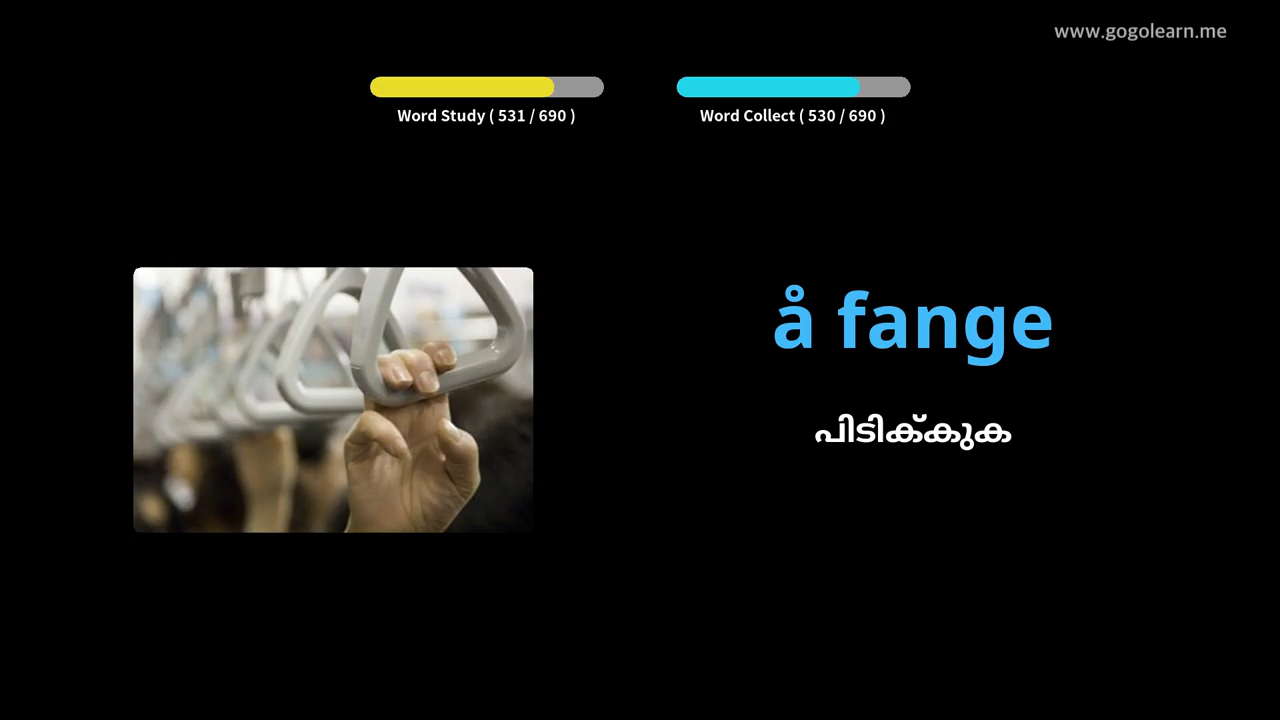 www.gogolearn.me
Word Study ( 531 / 690 )
Word Collect ( 530 / 690 )
å fange
പിടിക്കുക